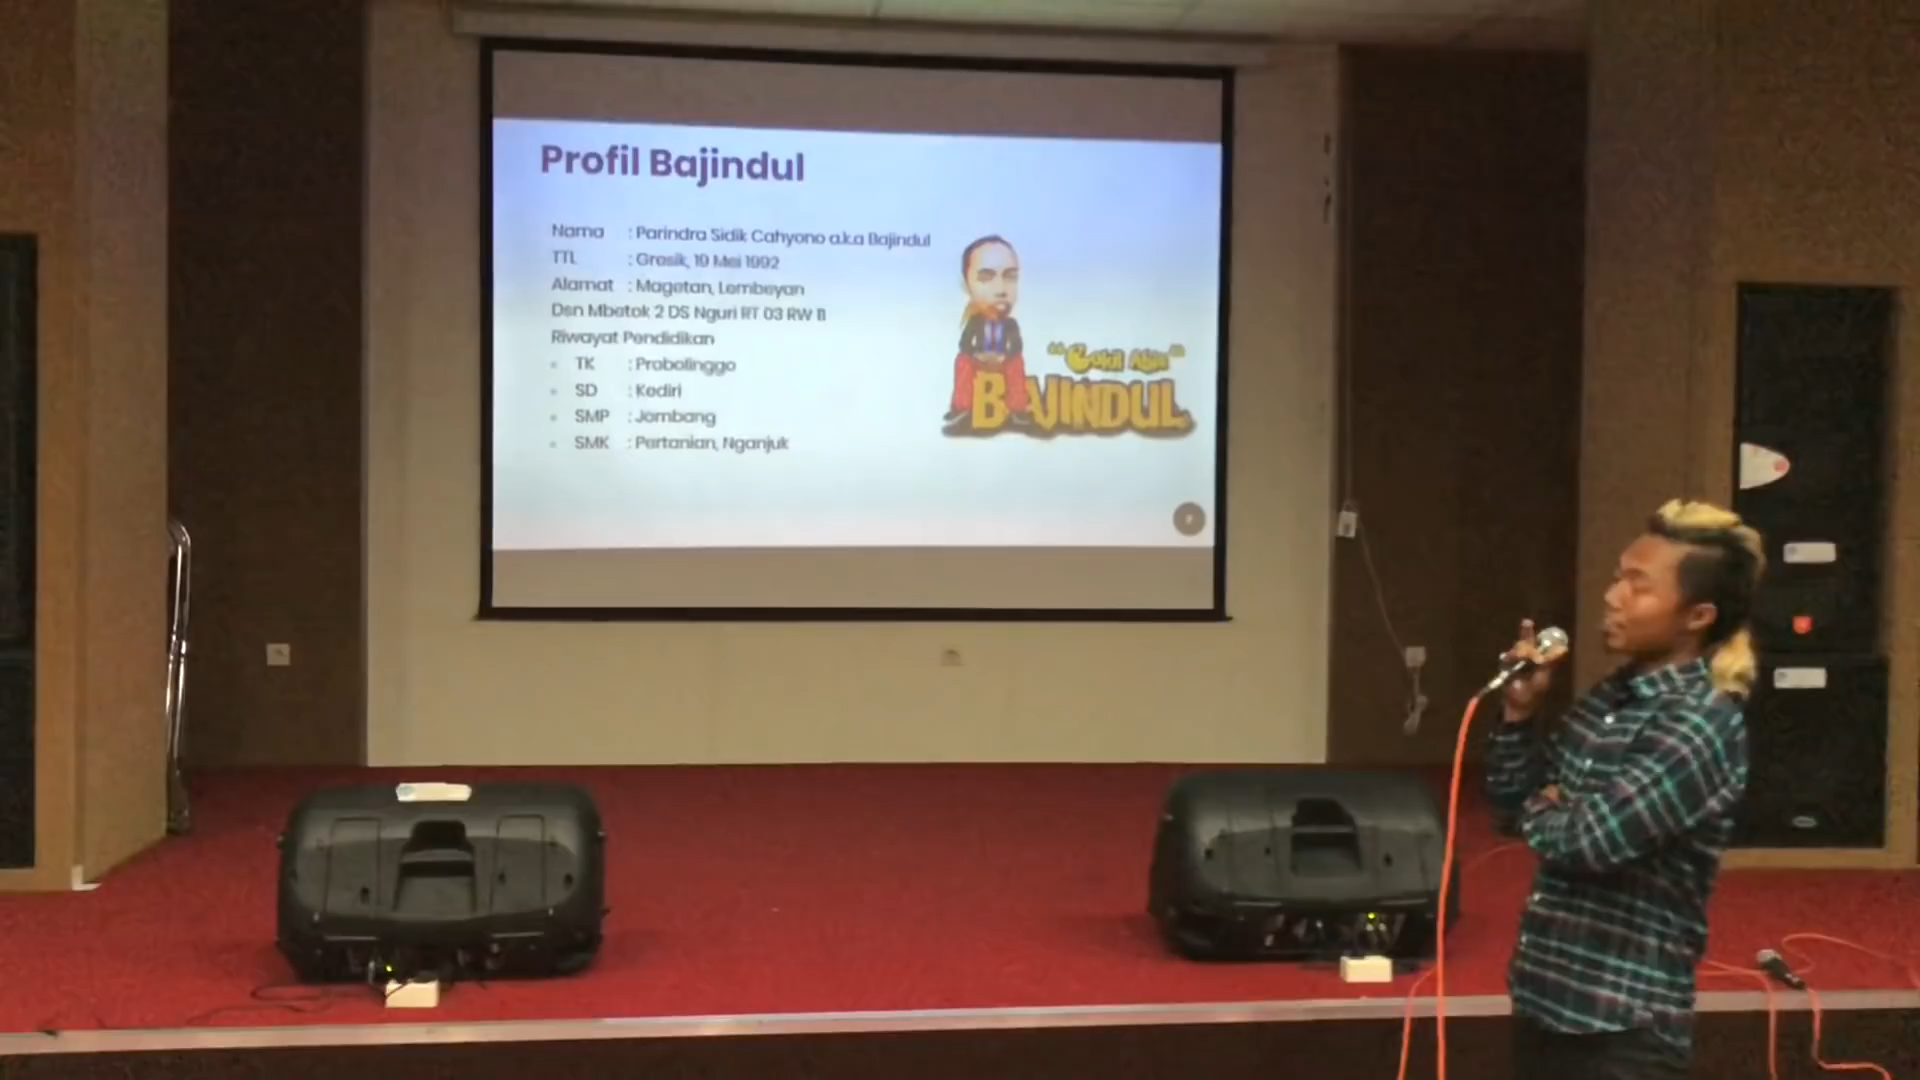 Profil Bajindul
Nama : Parindra Sidik Cahyono a.k.a Bajindul
TTL : Gresik, 19 Mei 1992
Alamat : Magetan, Lembeyan
Dsn Mbatok 2 DS Nguri RT 03 RW 11
Riwayat Pendidikan
TK : Probolinggo
SD : Kediri
SMP : Jombang
SMK : Pertanian, Nganjuk
BAJINDUL